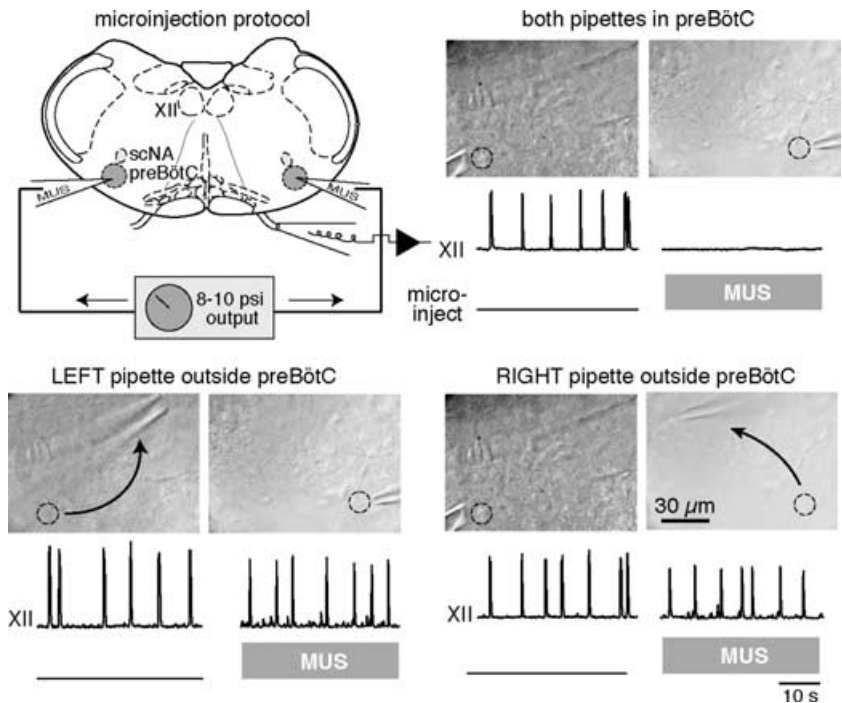 microinjection protocol
XII
scNA
preBötC
MUS
MUS
8-10 psi
output
both pipettes in preBötC
XII
micro-
inject
MUS
LEFT pipette outside preBötC
XII
MUS
RIGHT pipette outside preBötC
30 µm
XII
MUS
10 s